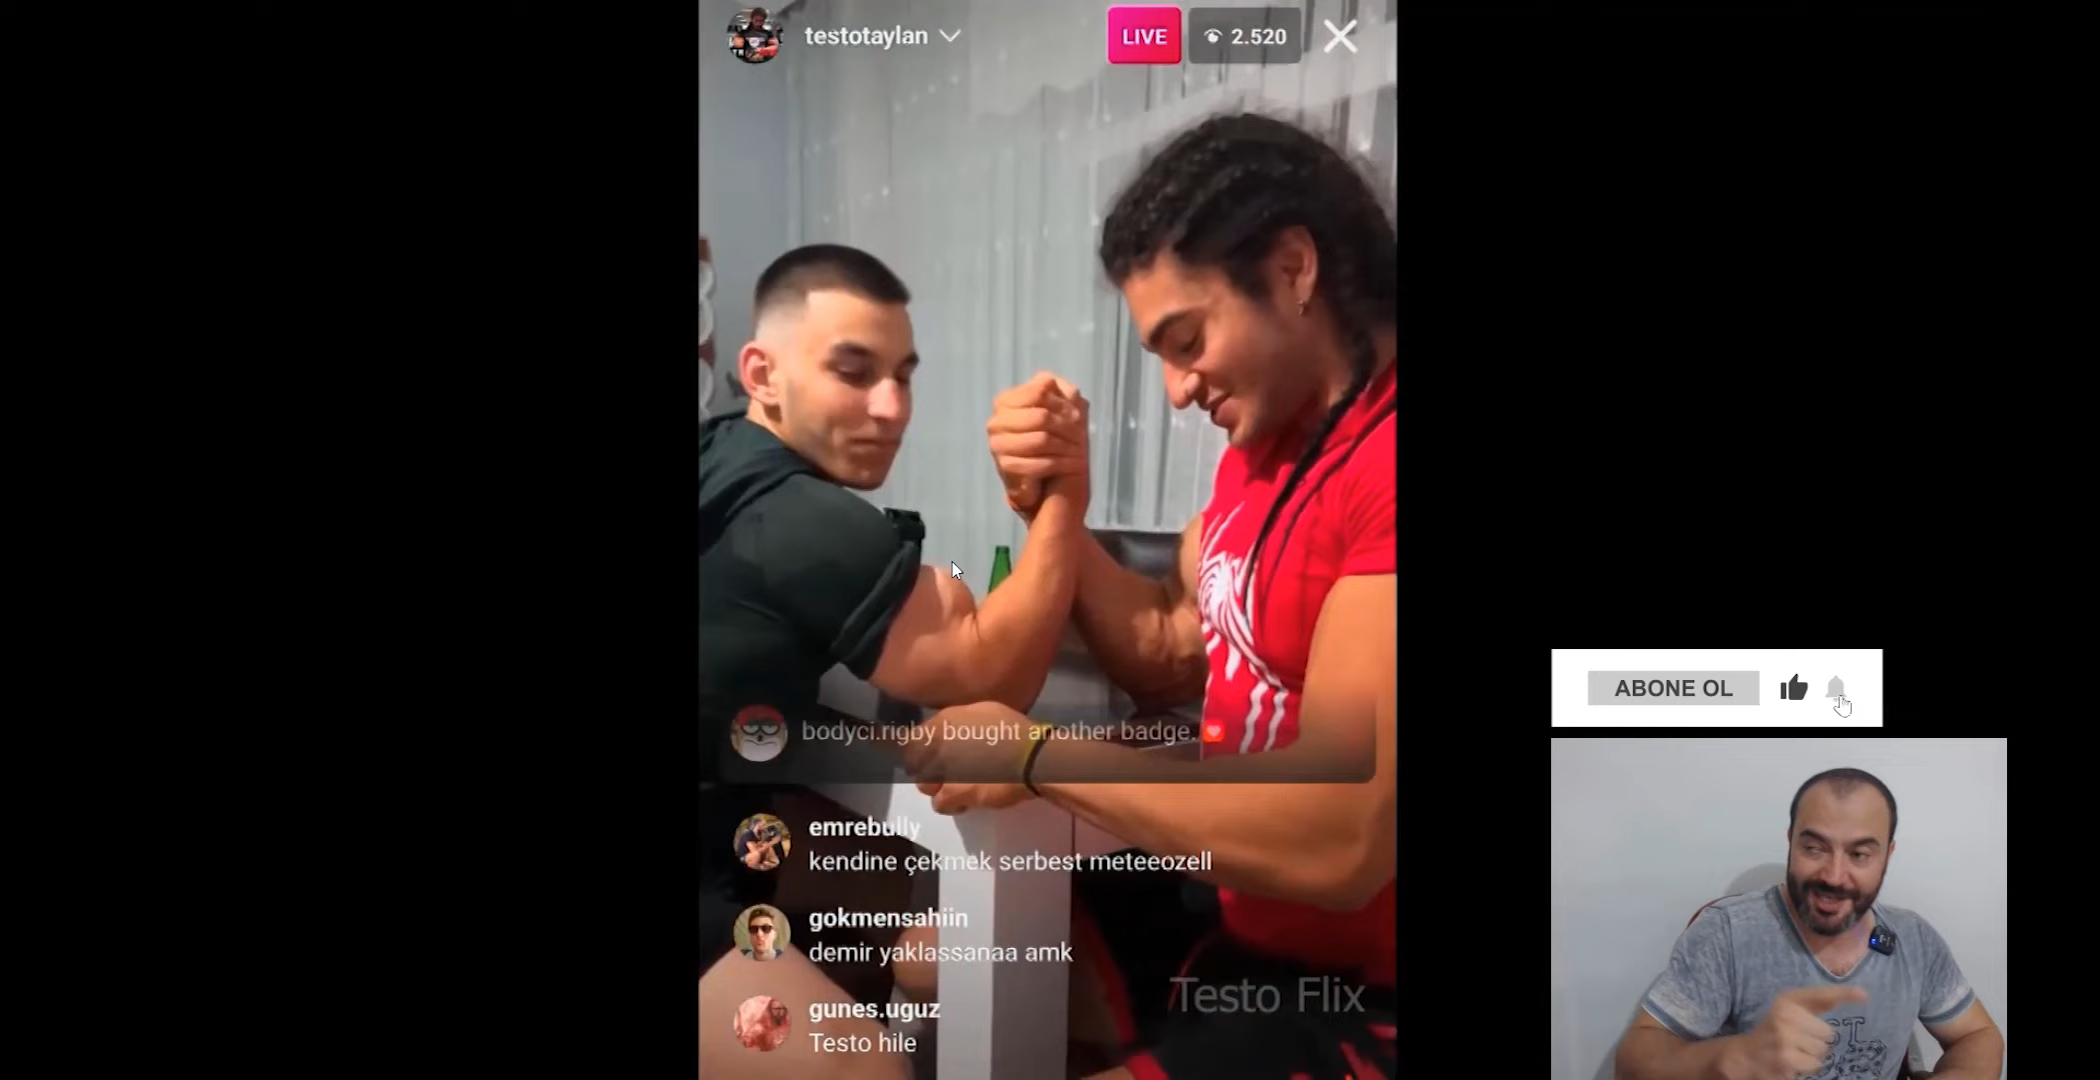 testotaylan
LIVE
2.520
bodyci.rigby bought another badge.
emrebully
kendine çekmek serbest meteeozell
gokmensahiin
demir yaklassanaa amk
gunes.uguz
Testo hile
Testo Flix
ABONE OL